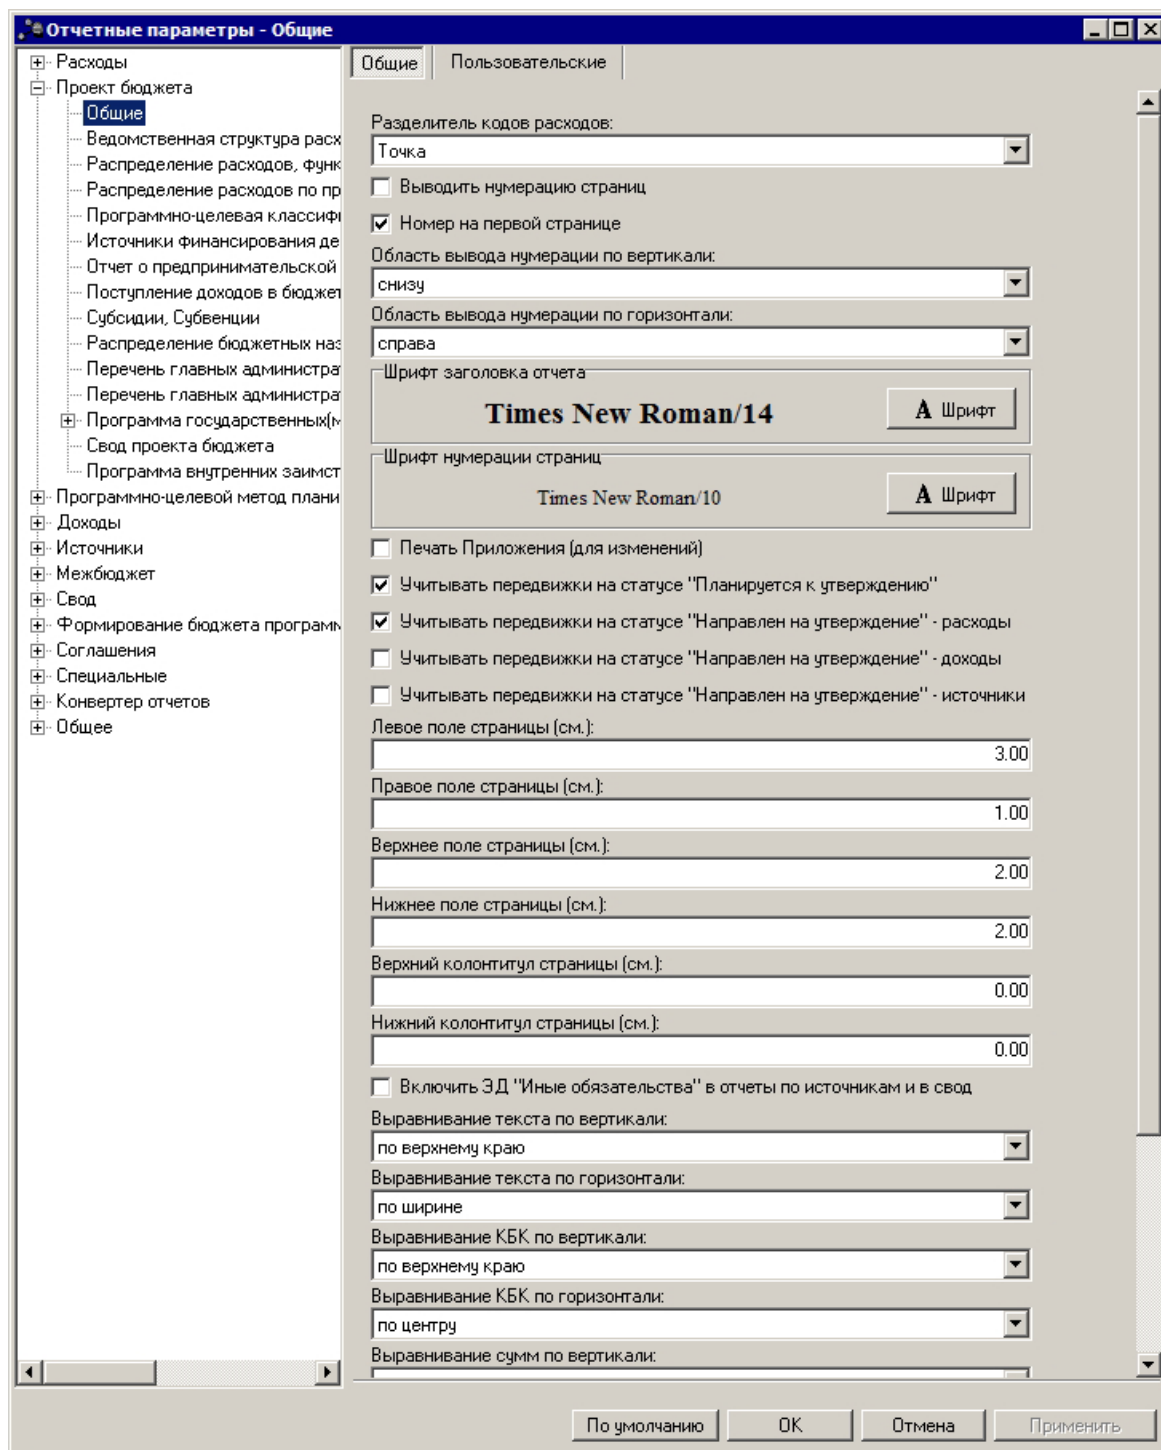 Отчетные параметры - Общие
Расходы
Проект бюджета
Общие
Ведомственная структура расх
Распределение расходов, функ
Распределение расходов по пр
Программно-целевая классифи
Источники финансирования де
Отчет о предпринимательской
Поступление доходов в бюджет
Субсидии, Субвенции
Распределение бюджетных наз
Перечень главных администра
Перечень главных администра
Программа государственных(м
Свод проекта бюджета
Программа внутренних заимст
Программно-целевой метод плани
Доходы
Источники
Межбюджет
Свод
Формирование бюджета программ
Соглашения
Специальные
Конвертер отчетов
Общее
Общие
Пользовательские
Разделитель кодов расходов:
Точка
Выводить нумерацию страниц
Номер на первой странице
Область вывода нумерации по вертикали:
снизу
Область вывода нумерации по горизонтали:
справа
Шрифт заголовка отчета
Times New Roman/14
A Шрифт
Шрифт нумерации страниц
Times New Roman/10
A Шрифт
Печать Приложения (для изменений)
Учитывать передвижки на статусе "Планируется к утверждению"
Учитывать передвижки на статусе "Направлен на утверждение" - расходы
Учитывать передвижки на статусе "Направлен на утверждение" - доходы
Учитывать передвижки на статусе "Направлен на утверждение" - источники
Левое поле страницы (см.):
3.00
Правое поле страницы (см.):
1.00
Верхнее поле страницы (см.):
2.00
Нижнее поле страницы (см.):
2.00
Верхний колонтитул страницы (см.):
0.00
Нижний колонтитул страницы (см.):
0.00
Включить ЭД "Иные обязательства" в отчеты по источникам и в свод
Выравнивание текста по вертикали:
по верхнему краю
Выравнивание текста по горизонтали:
по ширине
Выравнивание КБК по вертикали:
по верхнему краю
Выравнивание КБК по горизонтали:
по центру
Выравнивание сумм по вертикали:
По умолчанию
OK
Отмена
Применить